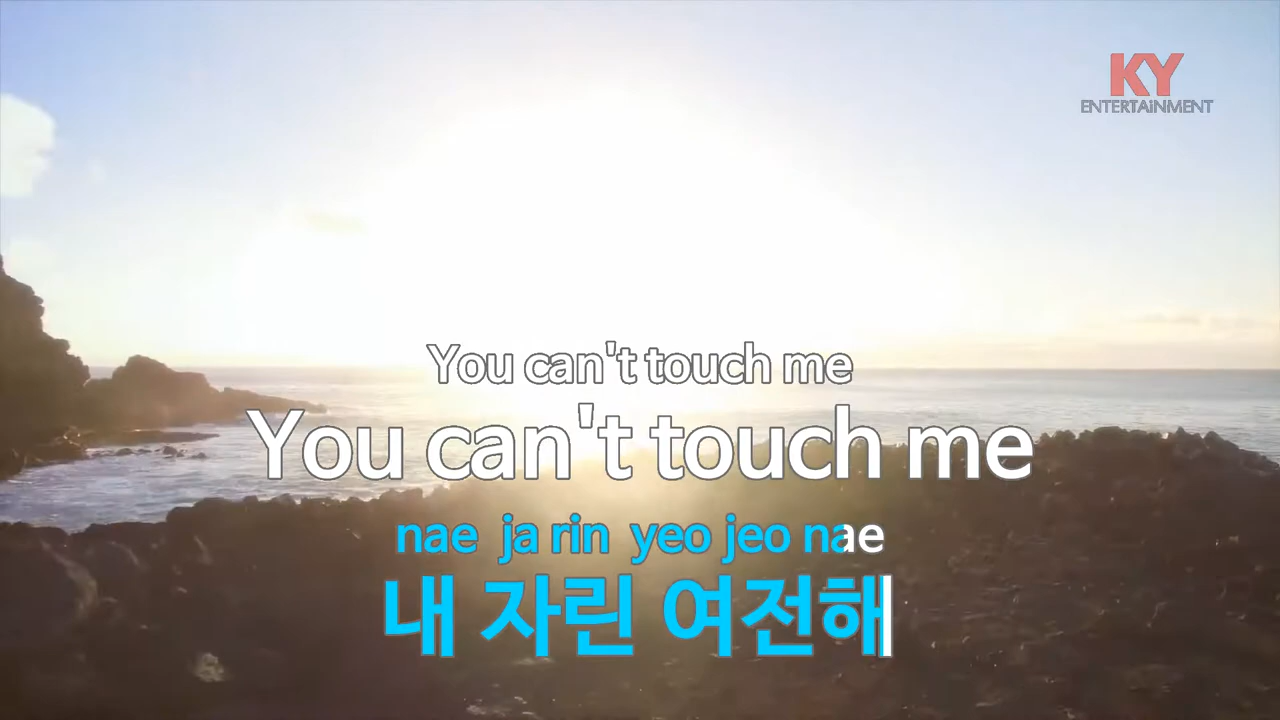 KY
ENTERTAiNMENT
You can't touch me
You can't touch me
nae ja rin yeo jeo nae
내 자린 여전해